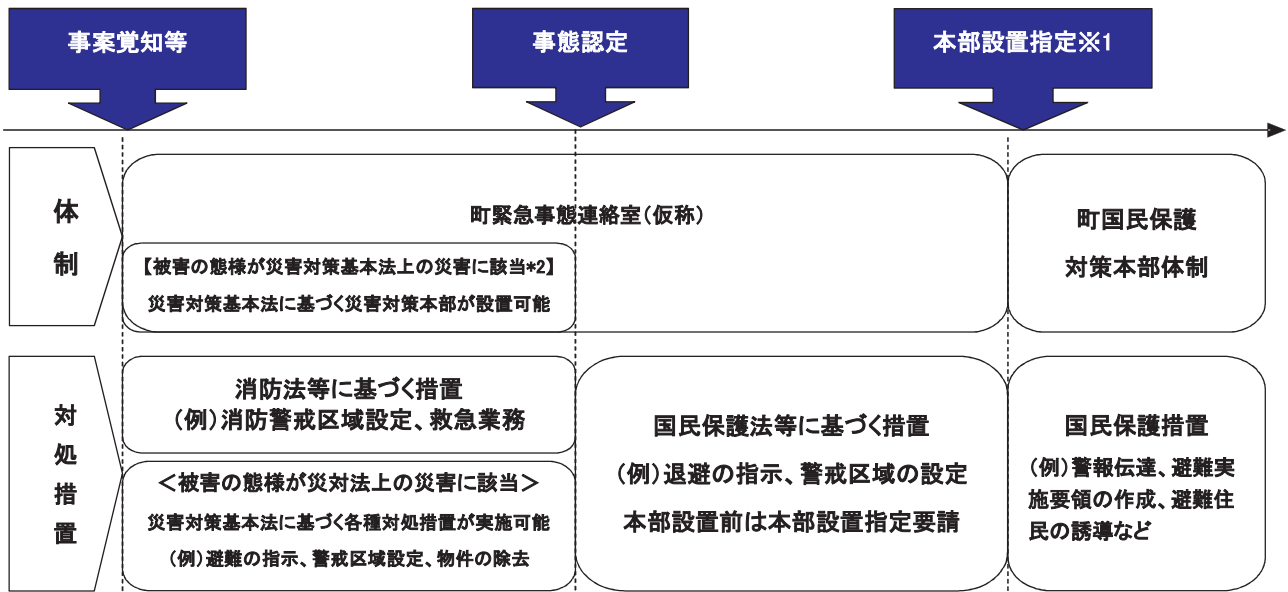 事案覚知等
事態認定
本部設置指定※1
体制
町緊急事態連絡室（仮称）
【被害の態様が災害対策基本法上の災害に該当*2】
災害対策基本法に基づく災害対策本部が設置可能
町国民保護
対策本部体制
対処措置
消防法等に基づく措置
（例）消防警戒区域設定、救急業務
＜被害の態様が災対法上の災害に該当＞
災害対策基本法に基づく各種対処措置が実施可能
（例）避難の指示、警戒区域設定、物件の除去
国民保護法等に基づく措置
（例）退避の指示、警戒区域の設定
本部設置前は本部設置指定要請
国民保護措置
（例）警報伝達、避難実
施要領の作成、避難住
民の誘導など